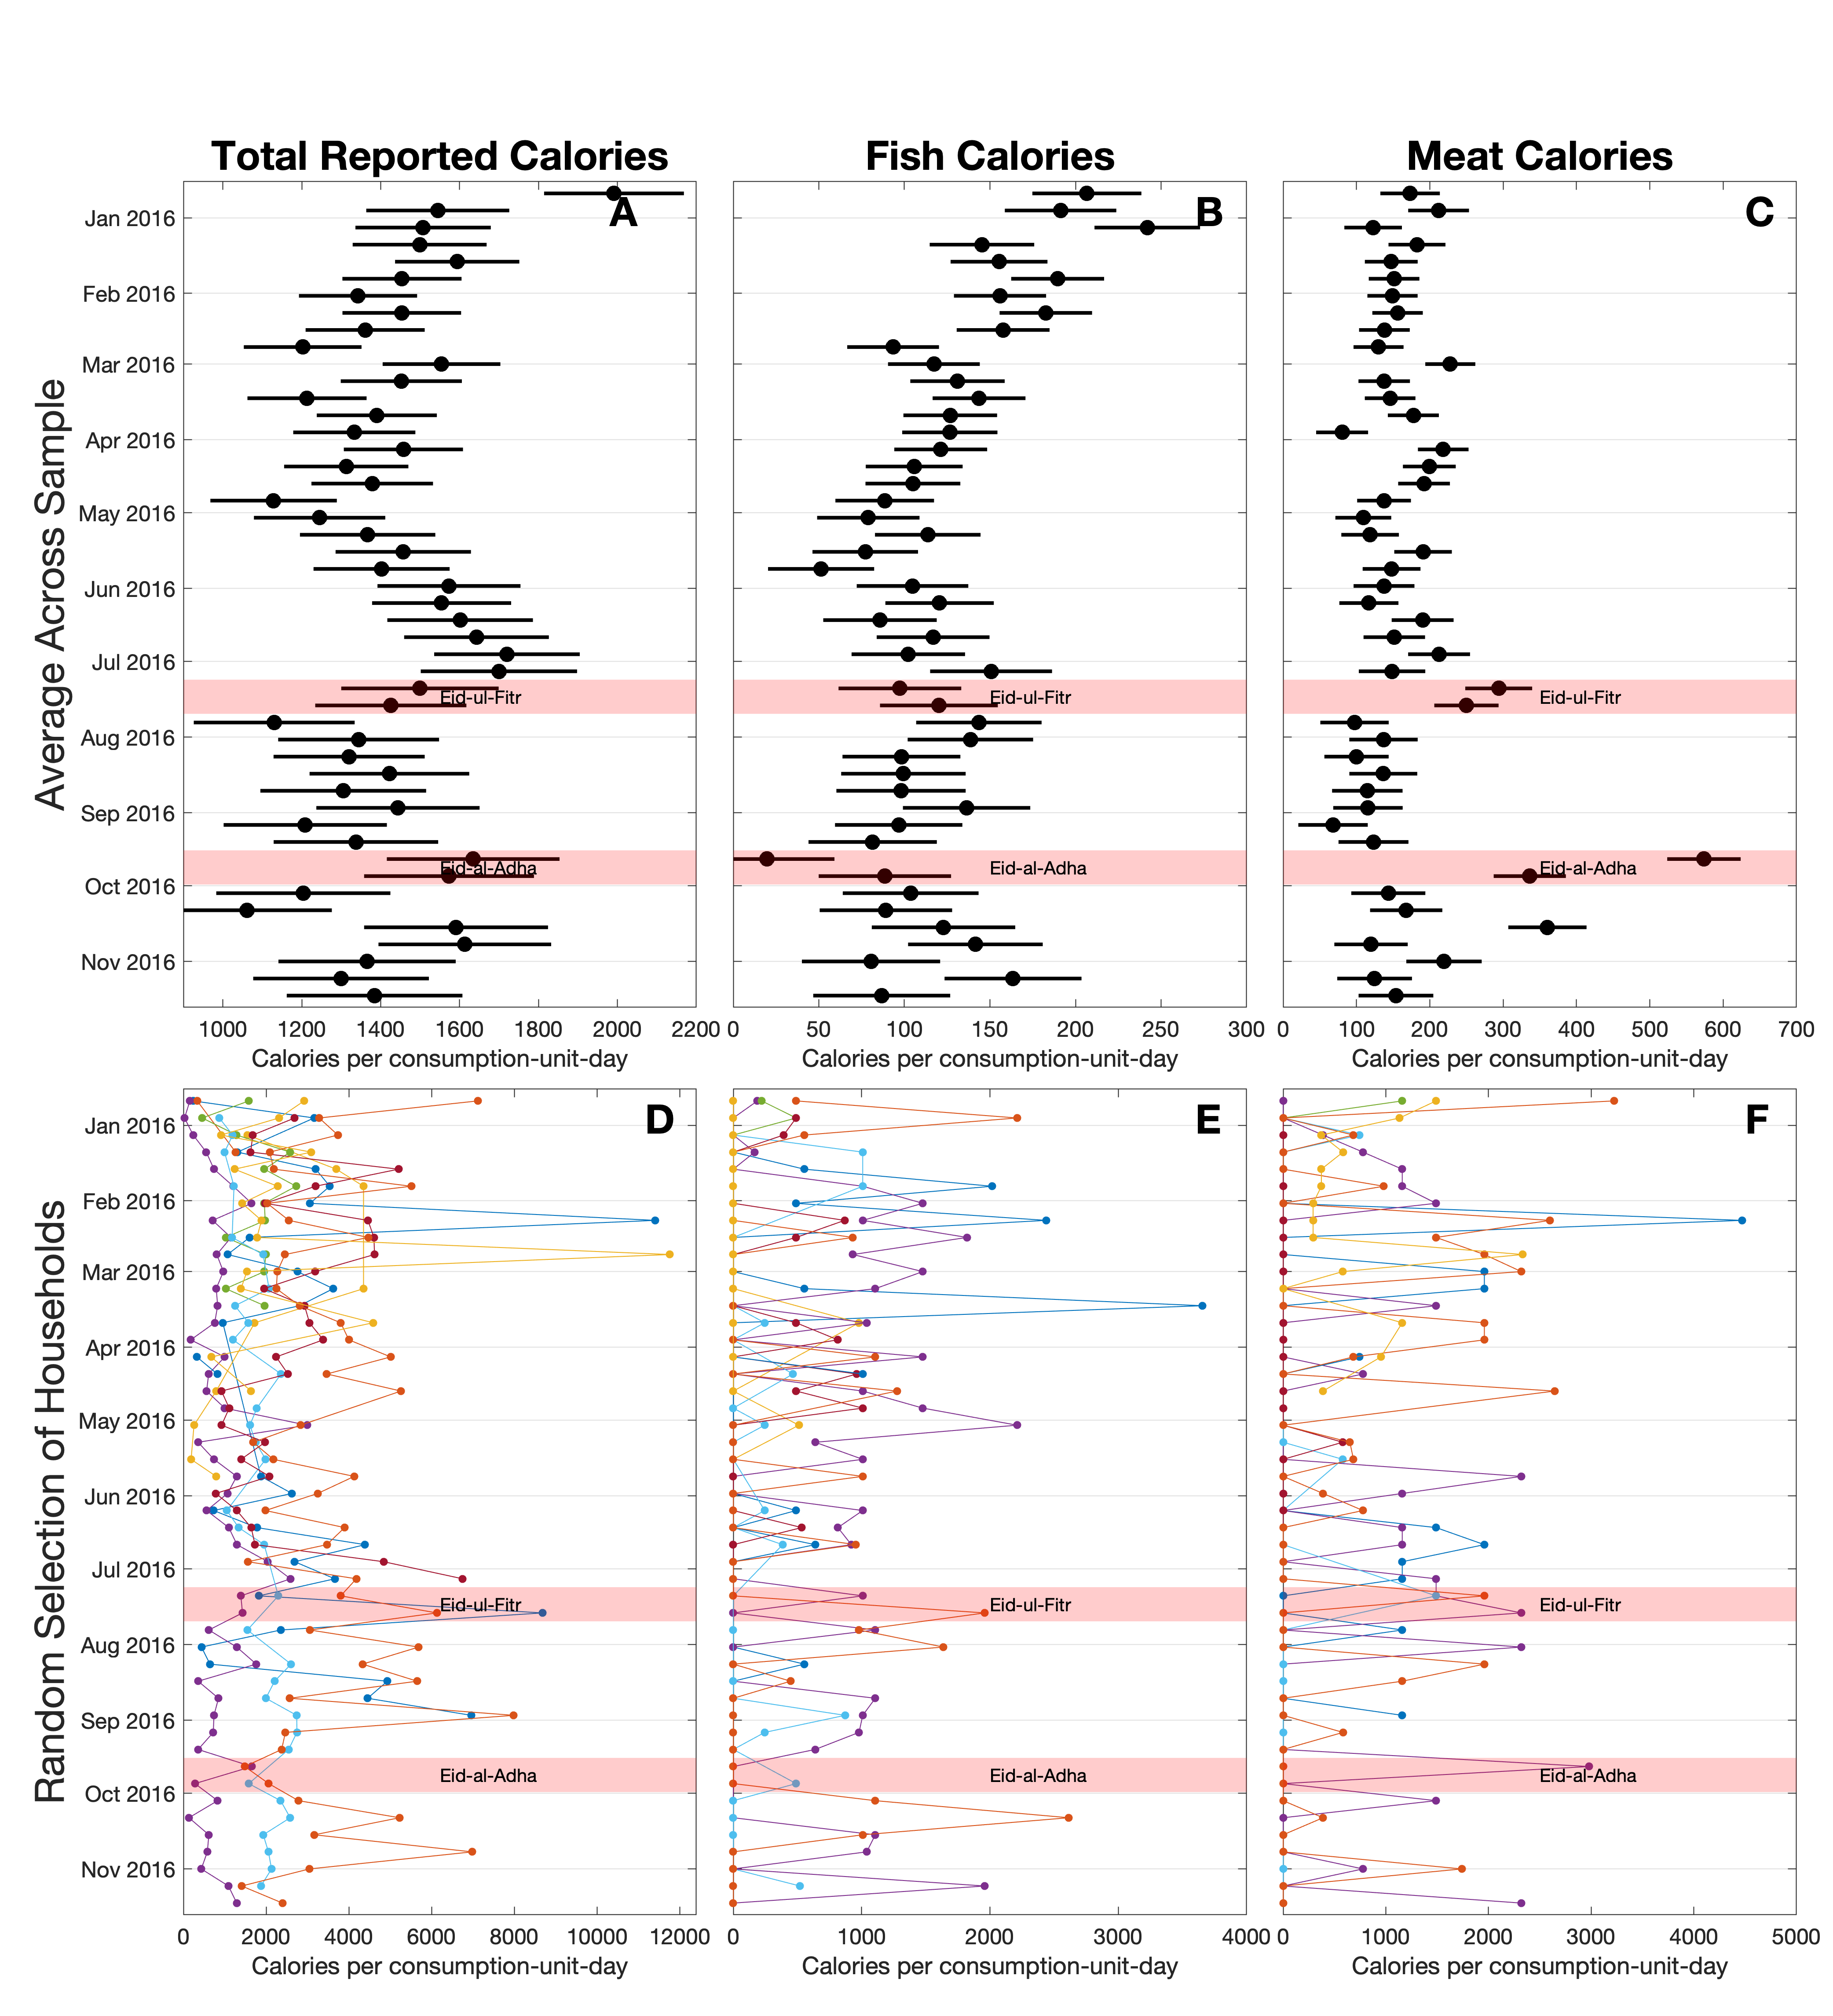 Total Reported Calories
Fish Calories
Meat Calories
Average Across Sample
Jan 2016
Feb 2016
Mar 2016
Apr 2016
May 2016
Jun 2016
Jul 2016
Aug 2016
Sep 2016
Oct 2016
Nov 2016
A
Eid-ul-Fitr
Eid-al-Adha
1000 1200 1400 1600 1800 2000 2200
Calories per consumption-unit-day
B
Eid-ul-Fitr
Eid-al-Adha
0 50 100 150 200 250 300
Calories per consumption-unit-day
C
Eid-ul-Fitr
Eid-al-Adha
0 100 200 300 400 500 600 700
Calories per consumption-unit-day
Random Selection of Households
Jan 2016
Feb 2016
Mar 2016
Apr 2016
May 2016
Jun 2016
Jul 2016
Aug 2016
Sep 2016
Oct 2016
Nov 2016
D
Eid-ul-Fitr
Eid-al-Adha
0 2000 4000 6000 8000 10000 12000
Calories per consumption-unit-day
E
Eid-ul-Fitr
Eid-al-Adha
0 1000 2000 3000 4000
Calories per consumption-unit-day
F
Eid-ul-Fitr
Eid-al-Adha
0 1000 2000 3000 4000 5000
Calories per consumption-unit-day